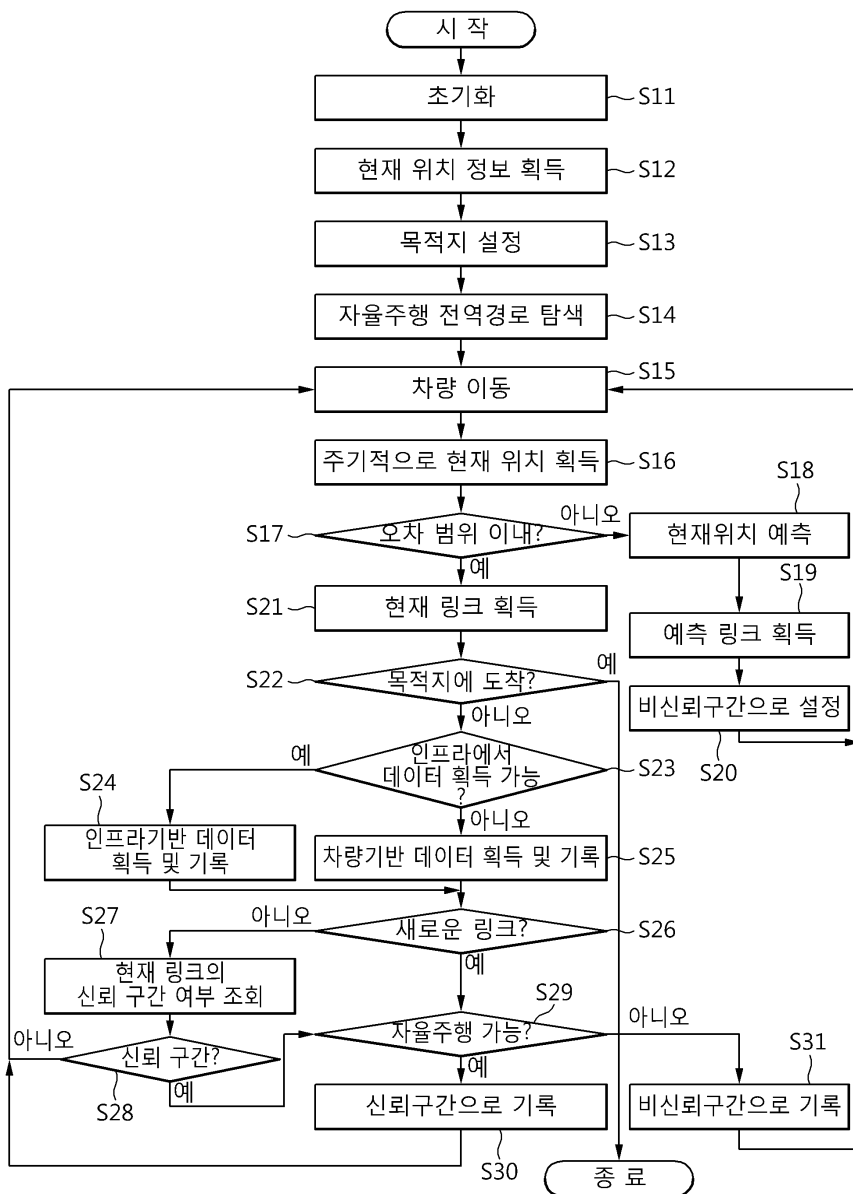 시 작
초기화
S11
현재 위치 정보 획득
S12
목적지 설정
S13
자율주행 전역경로 탐색
S14
차량 이동
S15
주기적으로 현재 위치 획득
S16
S17
오차 범위 이내?
아니오
예
S18
현재위치 예측
S19
예측 링크 획득
비신뢰구간으로 설정
S20
S21
현재 링크 획득
S22
목적지에 도착?
예
아니오
인프라에서
데이터 획득 가능
?
S23
예
아니오
S24
인프라기반 데이터
획득 및 기록
차량기반 데이터 획득 및 기록
S25
새로운 링크?
S26
아니오
예
S27
현재 링크의
신뢰 구간 여부 조회
신뢰 구간?
S28
아니오
예
자율주행 가능?
S29
아니오
예
신뢰구간으로 기록
S30
S31
비신뢰구간으로 기록
종 료